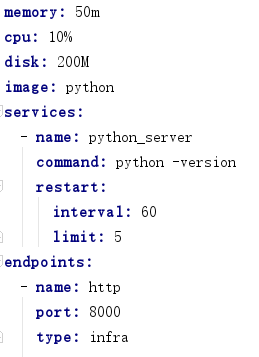 memory: 50m
cpu: 10%
disk: 200M
image: python
services:
  - name: python_server
    command: python -version
    restart:
      interval: 60
      limit: 5
endpoints:
  - name: http
    port: 8000
    type: infra